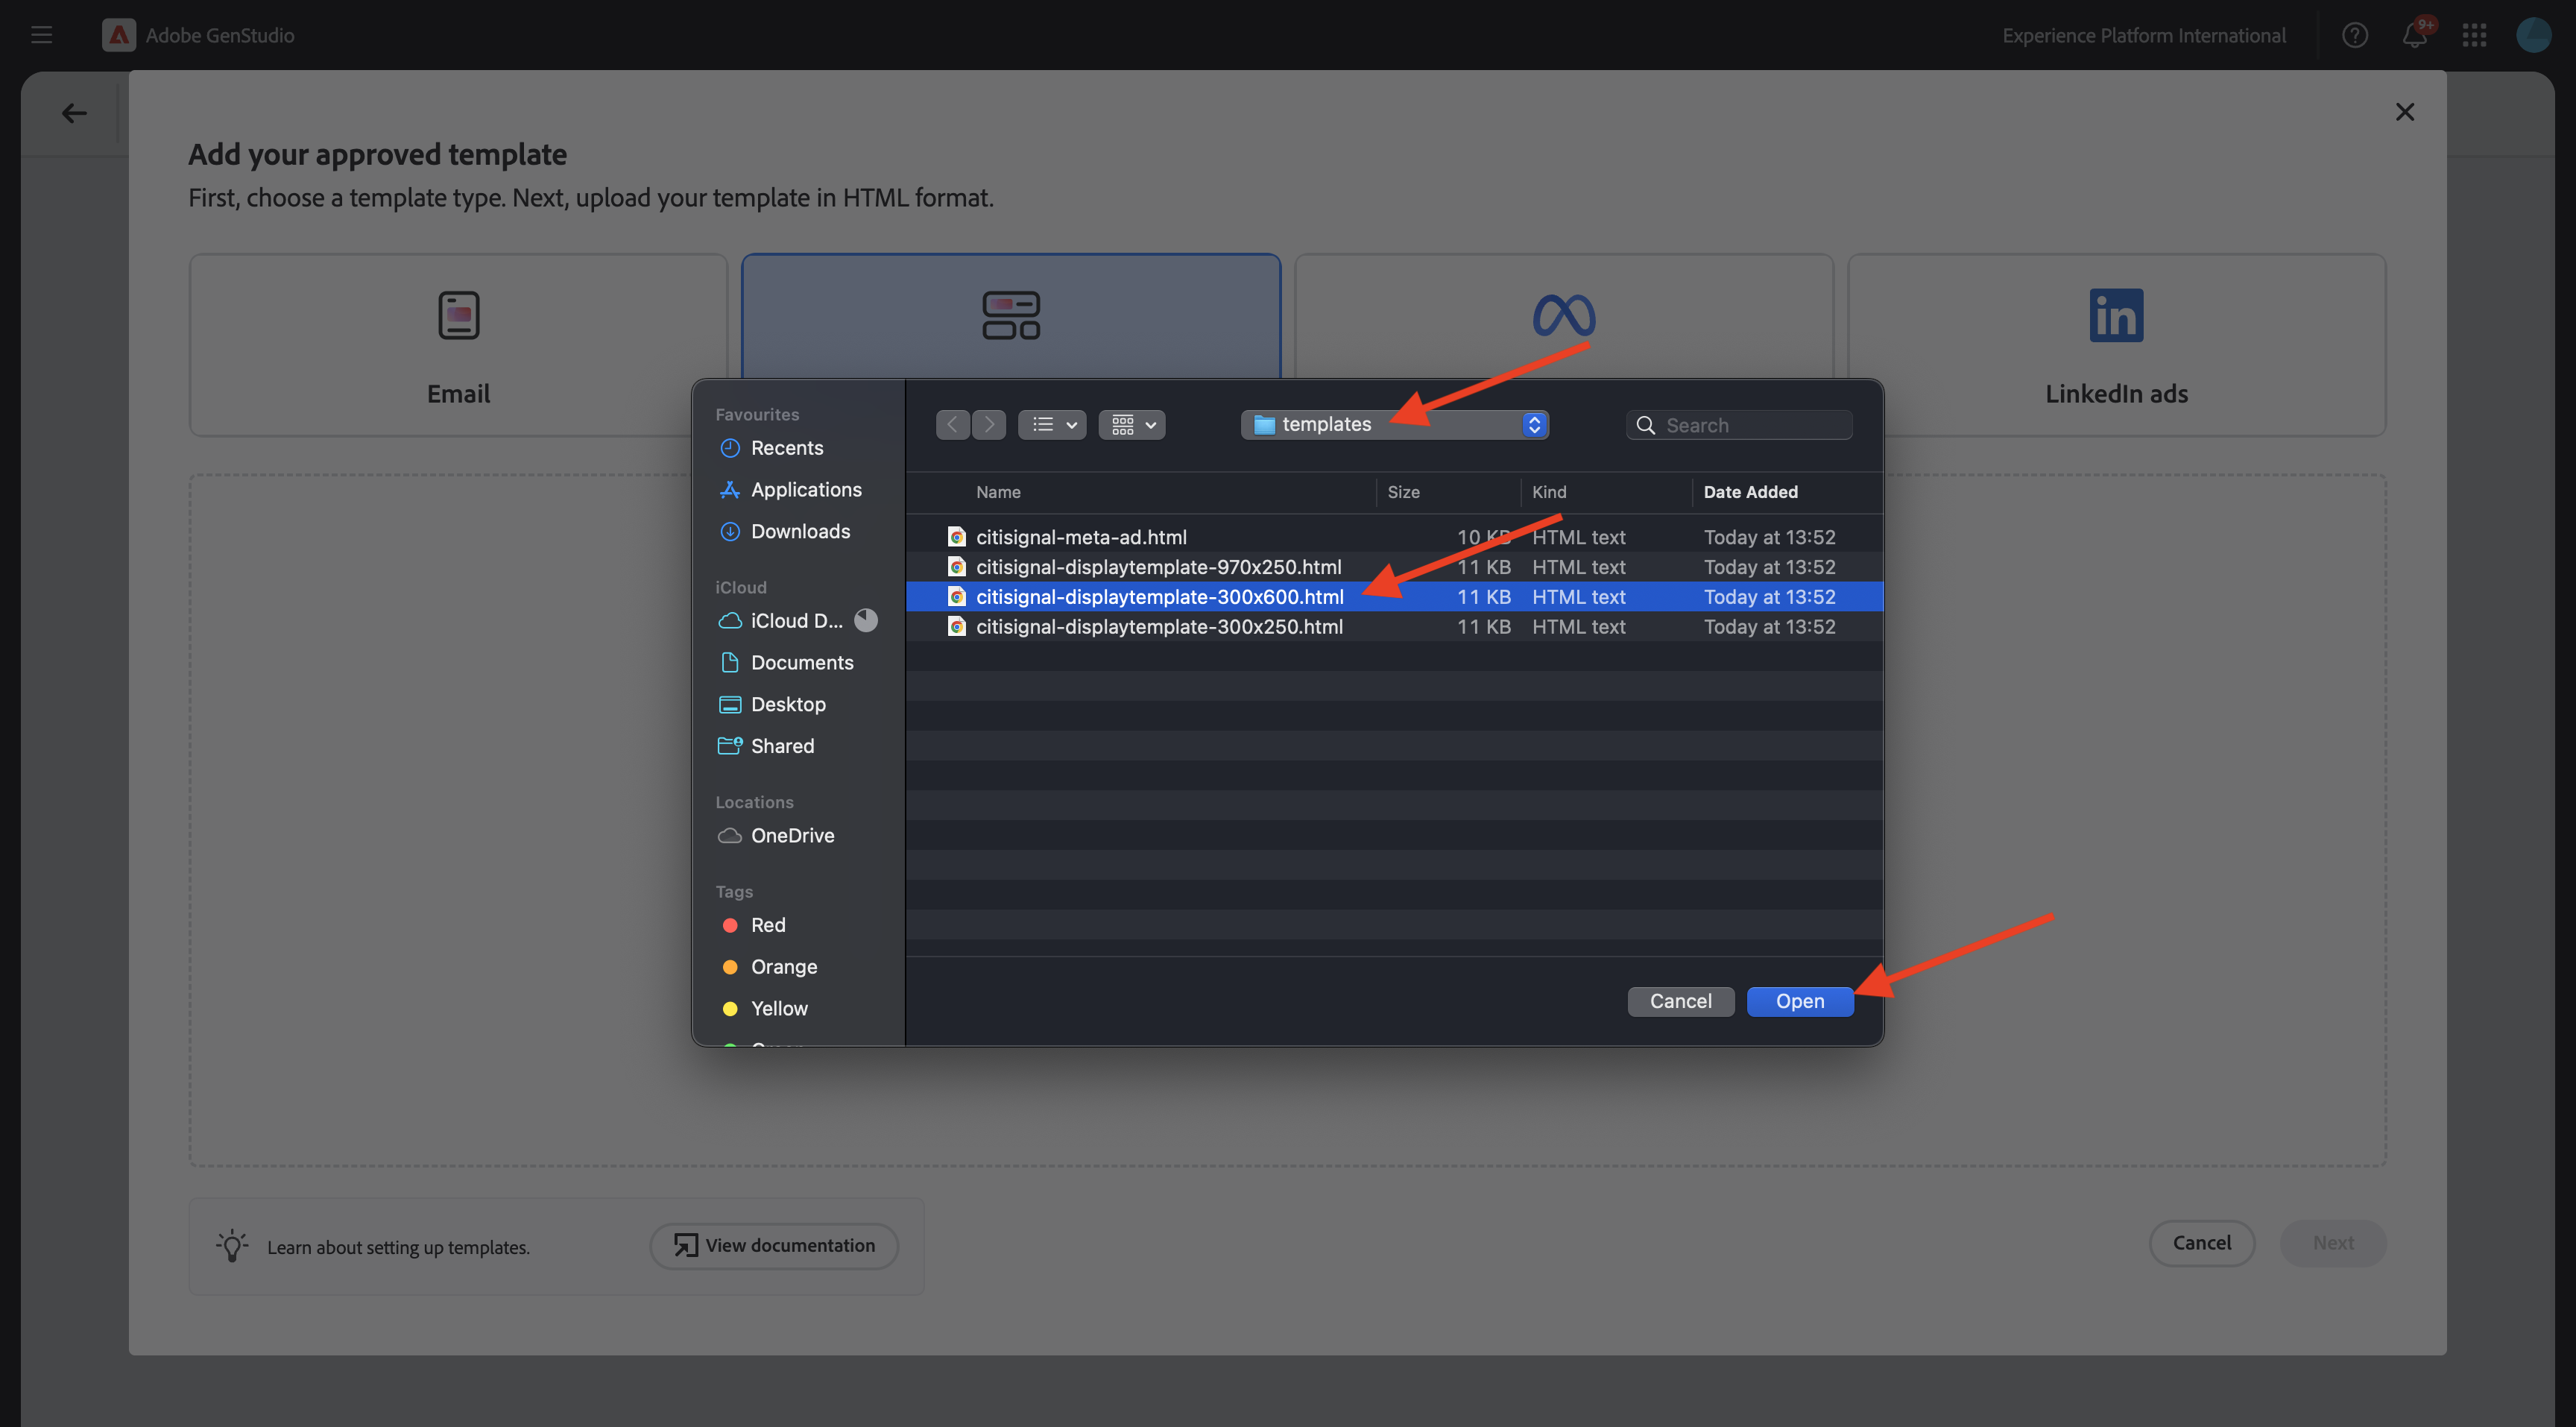 Adobe GenStudio
Experience Platform International
9+
Add your approved template
First, choose a template type. Next, upload your template in HTML format.
Email
LinkedIn ads
Favourites
Recents
Applications
Downloads
iCloud
iCloud D...
Documents
Desktop
Shared
Locations
OneDrive
Tags
Red
Orange
Yellow
templates
Search
Name Size Kind Date Added
citisignal-meta-ad.html 10 KB HTML text Today at 13:52
citisignal-displaytemplate-970x250.html 11 KB HTML text Today at 13:52
citisignal-displaytemplate-300x600.html 11 KB HTML text Today at 13:52
citisignal-displaytemplate-300x250.html 11 KB HTML text Today at 13:52
Cancel Open
Learn about setting up templates.
View documentation
Cancel
Next